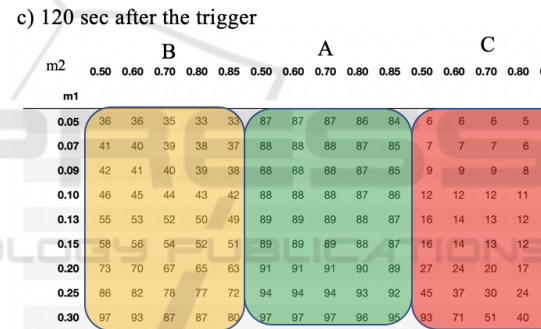 c) 120 sec after the trigger
B A C
m2 0.50 0.60 0.70 0.80 0.85 0.50 0.60 0.70 0.80 0.85 0.50 0.60 0.70 0.80
m1
0.05 36 36 35 33 33 87 87 87 86 84 6 6 6 5
0.07 41 40 39 38 37 88 88 88 87 85 7 7 7 6
0.09 42 41 40 39 38 88 88 88 87 85 9 9 9 8
0.10 46 45 44 43 42 88 88 88 87 86 12 12 12 11
0.13 55 53 52 50 49 89 89 89 88 87 16 14 13 12
0.15 58 56 54 52 51 89 89 89 88 87 16 14 13 12
0.20 73 70 67 65 63 91 91 91 90 89 27 24 20 17
0.25 86 82 78 77 72 94 94 94 93 92 45 37 30 24
0.30 97 93 87 87 80 97 97 97 96 95 93 71 51 40